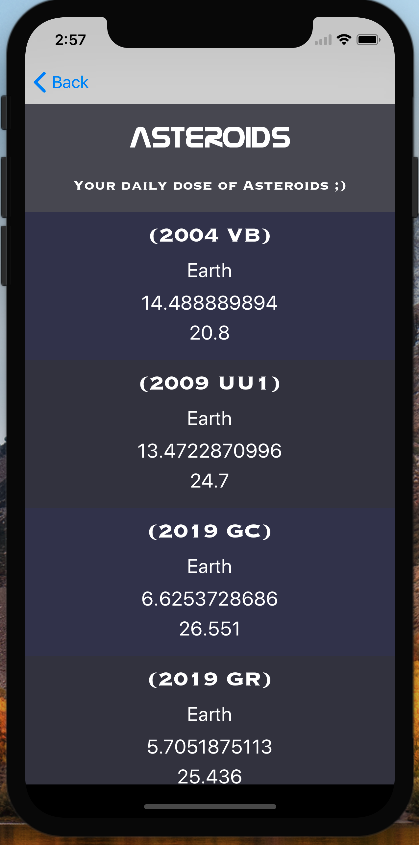 2:57
Back
ASTEROIDS
Your daily dose of Asteroids ;)
(2004 VB)
Earth
14.488889894
20.8
(2009 UU1)
Earth
13.4722870996
24.7
(2019 GC)
Earth
6.6253728686
26.551
(2019 GR)
Earth
5.7051875113
25.436